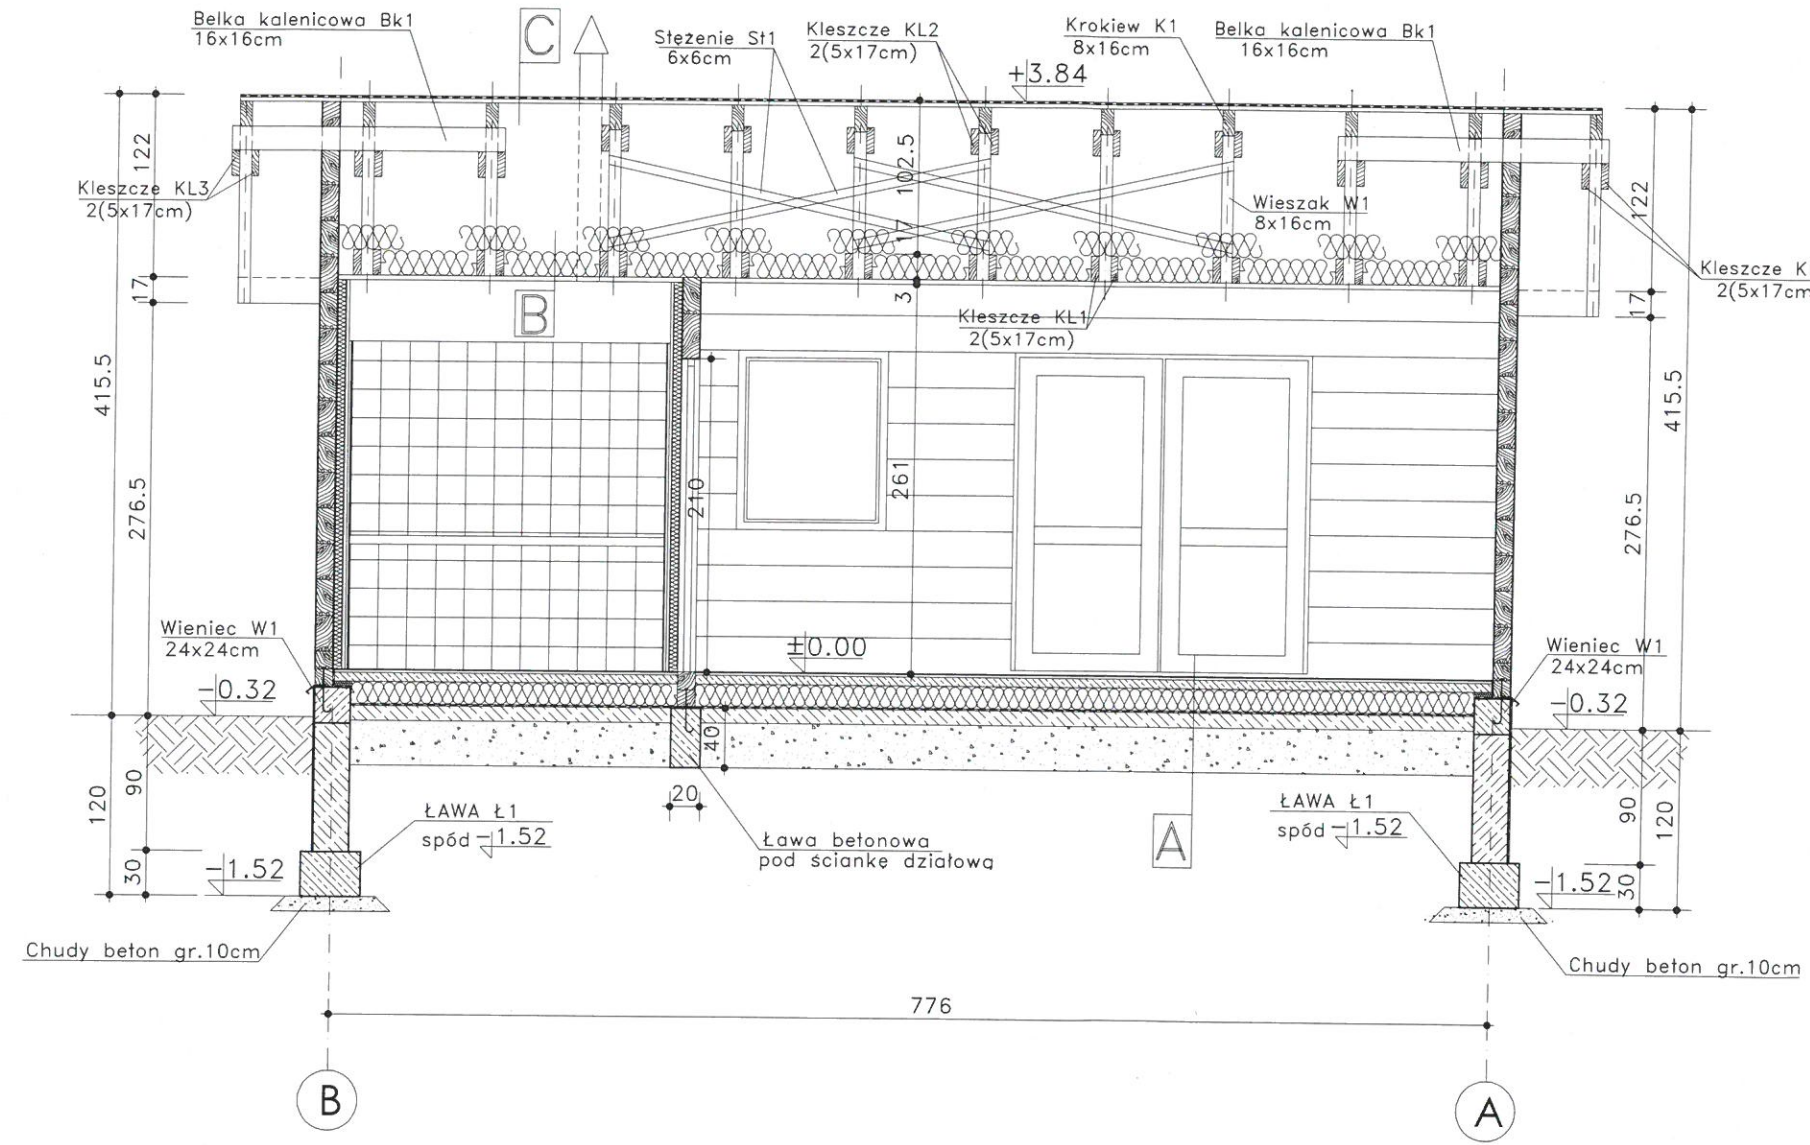 Belka kalenicowa Bk1
16x16cm
C
Stężenie St1
6x6cm
Kleszcze KL2
2(5x17cm)
Krokiew K1
8x16cm
Belka kalenicowa Bk1
16x16cm
+3.84
122
102.5
122
Kleszcze KL3
2(5x17cm)
Wieszak W1
8x16cm
17
17
3
B
Kleszcze KL1
2(5x17cm)
Kleszcze K
2(5x17cm
17
415.5
276.5
210
261
276.5
415.5
Wieniec W1
24x24cm
±0.00
Wieniec W1
24x24cm
-0.32
-0.32
40
120
90
20
90
120
ŁAWA Ł1
spód -1.52
Ława betonowa
pod ściankę działową
A
ŁAWA Ł1
spód -1.52
30
-1.52
-1.52
30
Chudy beton gr.10cm
Chudy beton gr.10cm
776
B
A